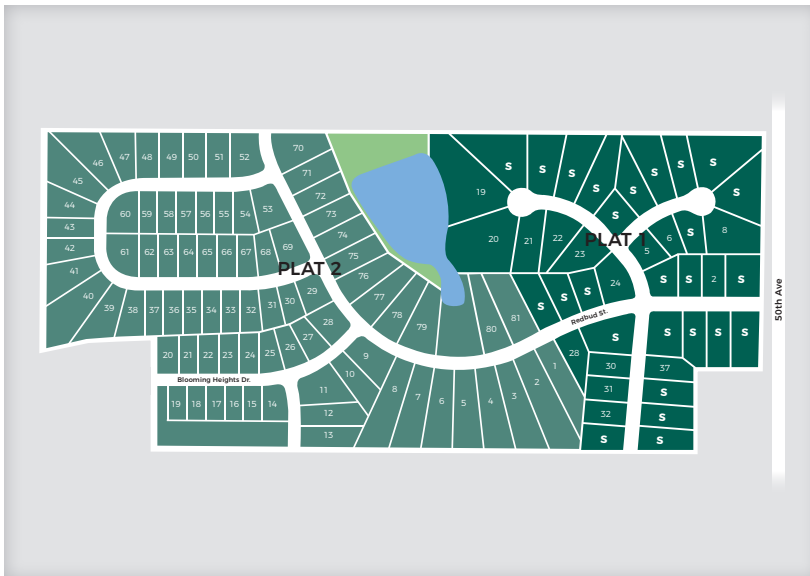 70
47 48 49 50 51 52
46
71
S S S S S
45
S S
72
19
44
73
60 59 58 57 56 55 54 53
S
43
74
8
6
S
20 21 22
PLAT 1
42
61 62 63 64 65 66 67 68 69
75
23
5
41
PLAT 2
76
24
S S 2 S
40
39
38 37 36 35 34 33 32 31 30 29
77
S S S
50th Ave
78
79
80
81
Redbud St.
28
27
26
25
20 21 22 23 24
9
S
S S S S
28
1
10
30
37
Blooming Heights Dr.
11
8
7
6
5
4
3
2
31
S
19 18 17 16 15 14
12
32
S
13
S
S